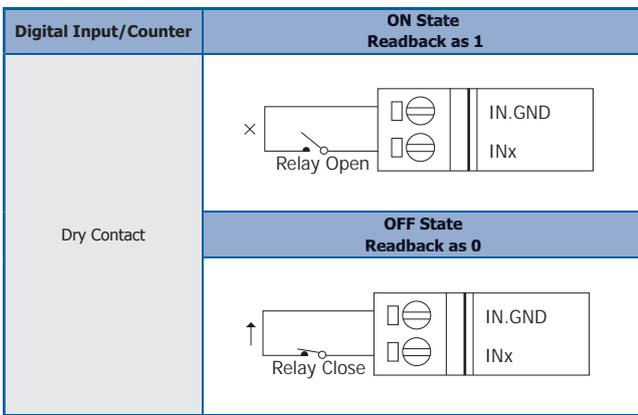 Digital Input/Counter
ON State
Readback as 1
Dry Contact
IN.GND
INx
Relay Open
OFF State
Readback as 0
IN.GND
INx
Relay Close